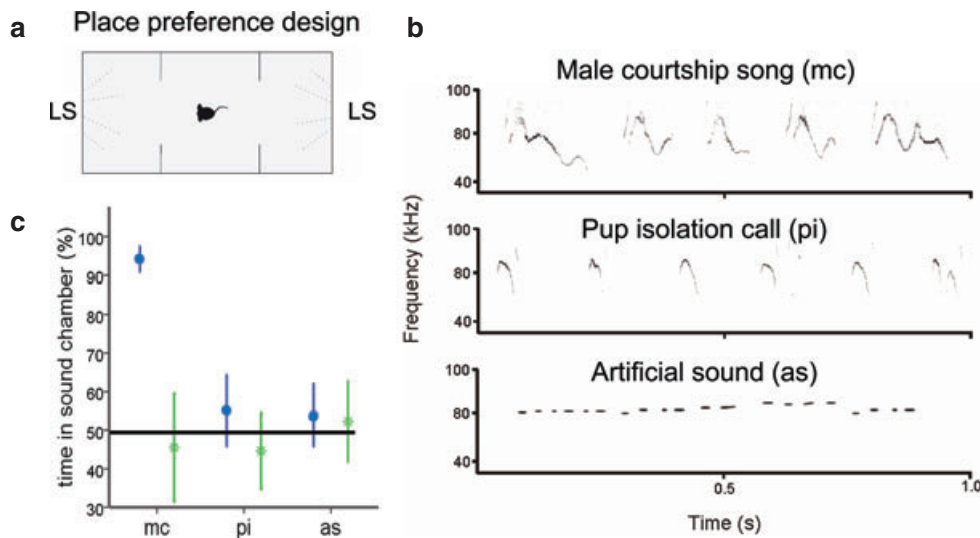 a
Place preference design
LS
LS
b
Male courtship song (mc)
100
80
40
Pup isolation call (pi)
100
80
40
Artificial sound (as)
100
80
40
0.5
1.0
Time (s)
Frequency (kHz)
c
time in sound chamber (%)
100
90
80
70
60
50
40
30
mc
pi
as